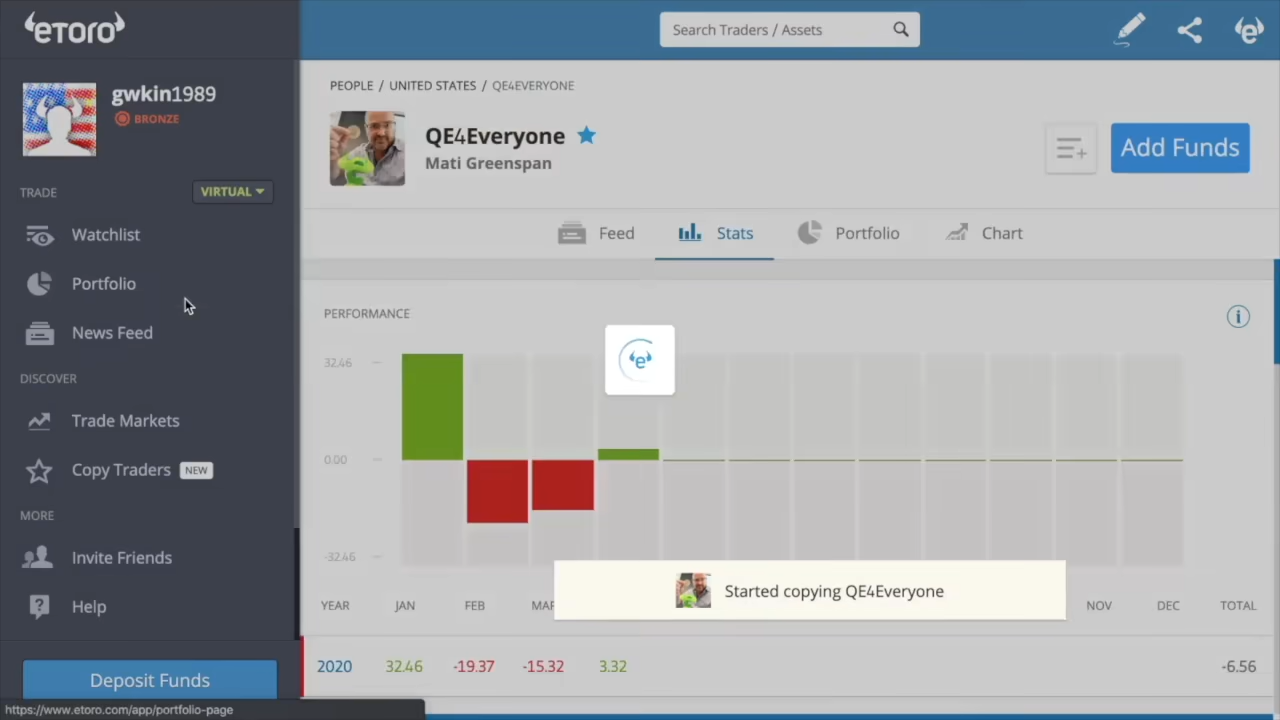 eToro
Search Traders / Assets
gwkin1989
BRONZE
TRADE
VIRTUAL
Watchlist
Portfolio
News Feed
DISCOVER
Trade Markets
Copy Traders NEW
MORE
Invite Friends
Help
Deposit Funds
https://www.etoro.com/app/portfolio-page
PEOPLE / UNITED STATES / QE4EVERYONE
QE4Everyone
Mati Greenspan
Add Funds
Feed Stats Portfolio Chart
PERFORMANCE
32.46
0.00
-32.46
Started copying QE4Everyone
YEAR JAN FEB MAR NOV DEC TOTAL
2020 32.46 -19.37 -15.32 3.32 -6.56